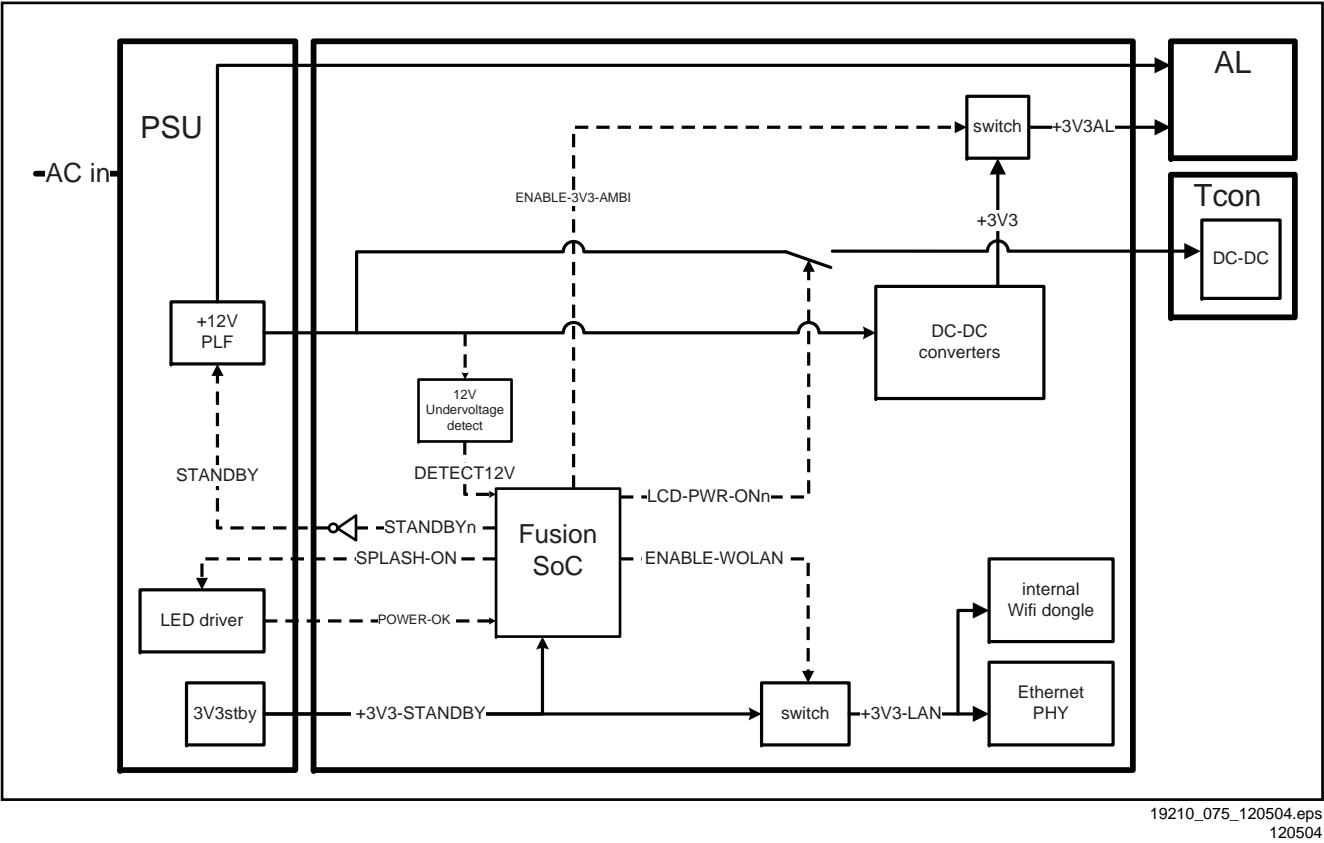 AL
PSU
switch
+3V3AL
AC in
ENABLE-3V3-AMBI
Tcon
+3V3
DC-DC
+12V
PLF
DC-DC
converters
12V
Undervoltage
detect
STANDBY
DETECT12V
LCD-PWR-ONn
STANDBYn
Fusion
SoC
SPLASH-ON
ENABLE-WOLAN
internal
Wifi dongle
LED driver
POWER-OK
Ethernet
PHY
3V3stby
+3V3-STANDBY
switch
+3V3-LAN
19210_075_120504.eps
120504